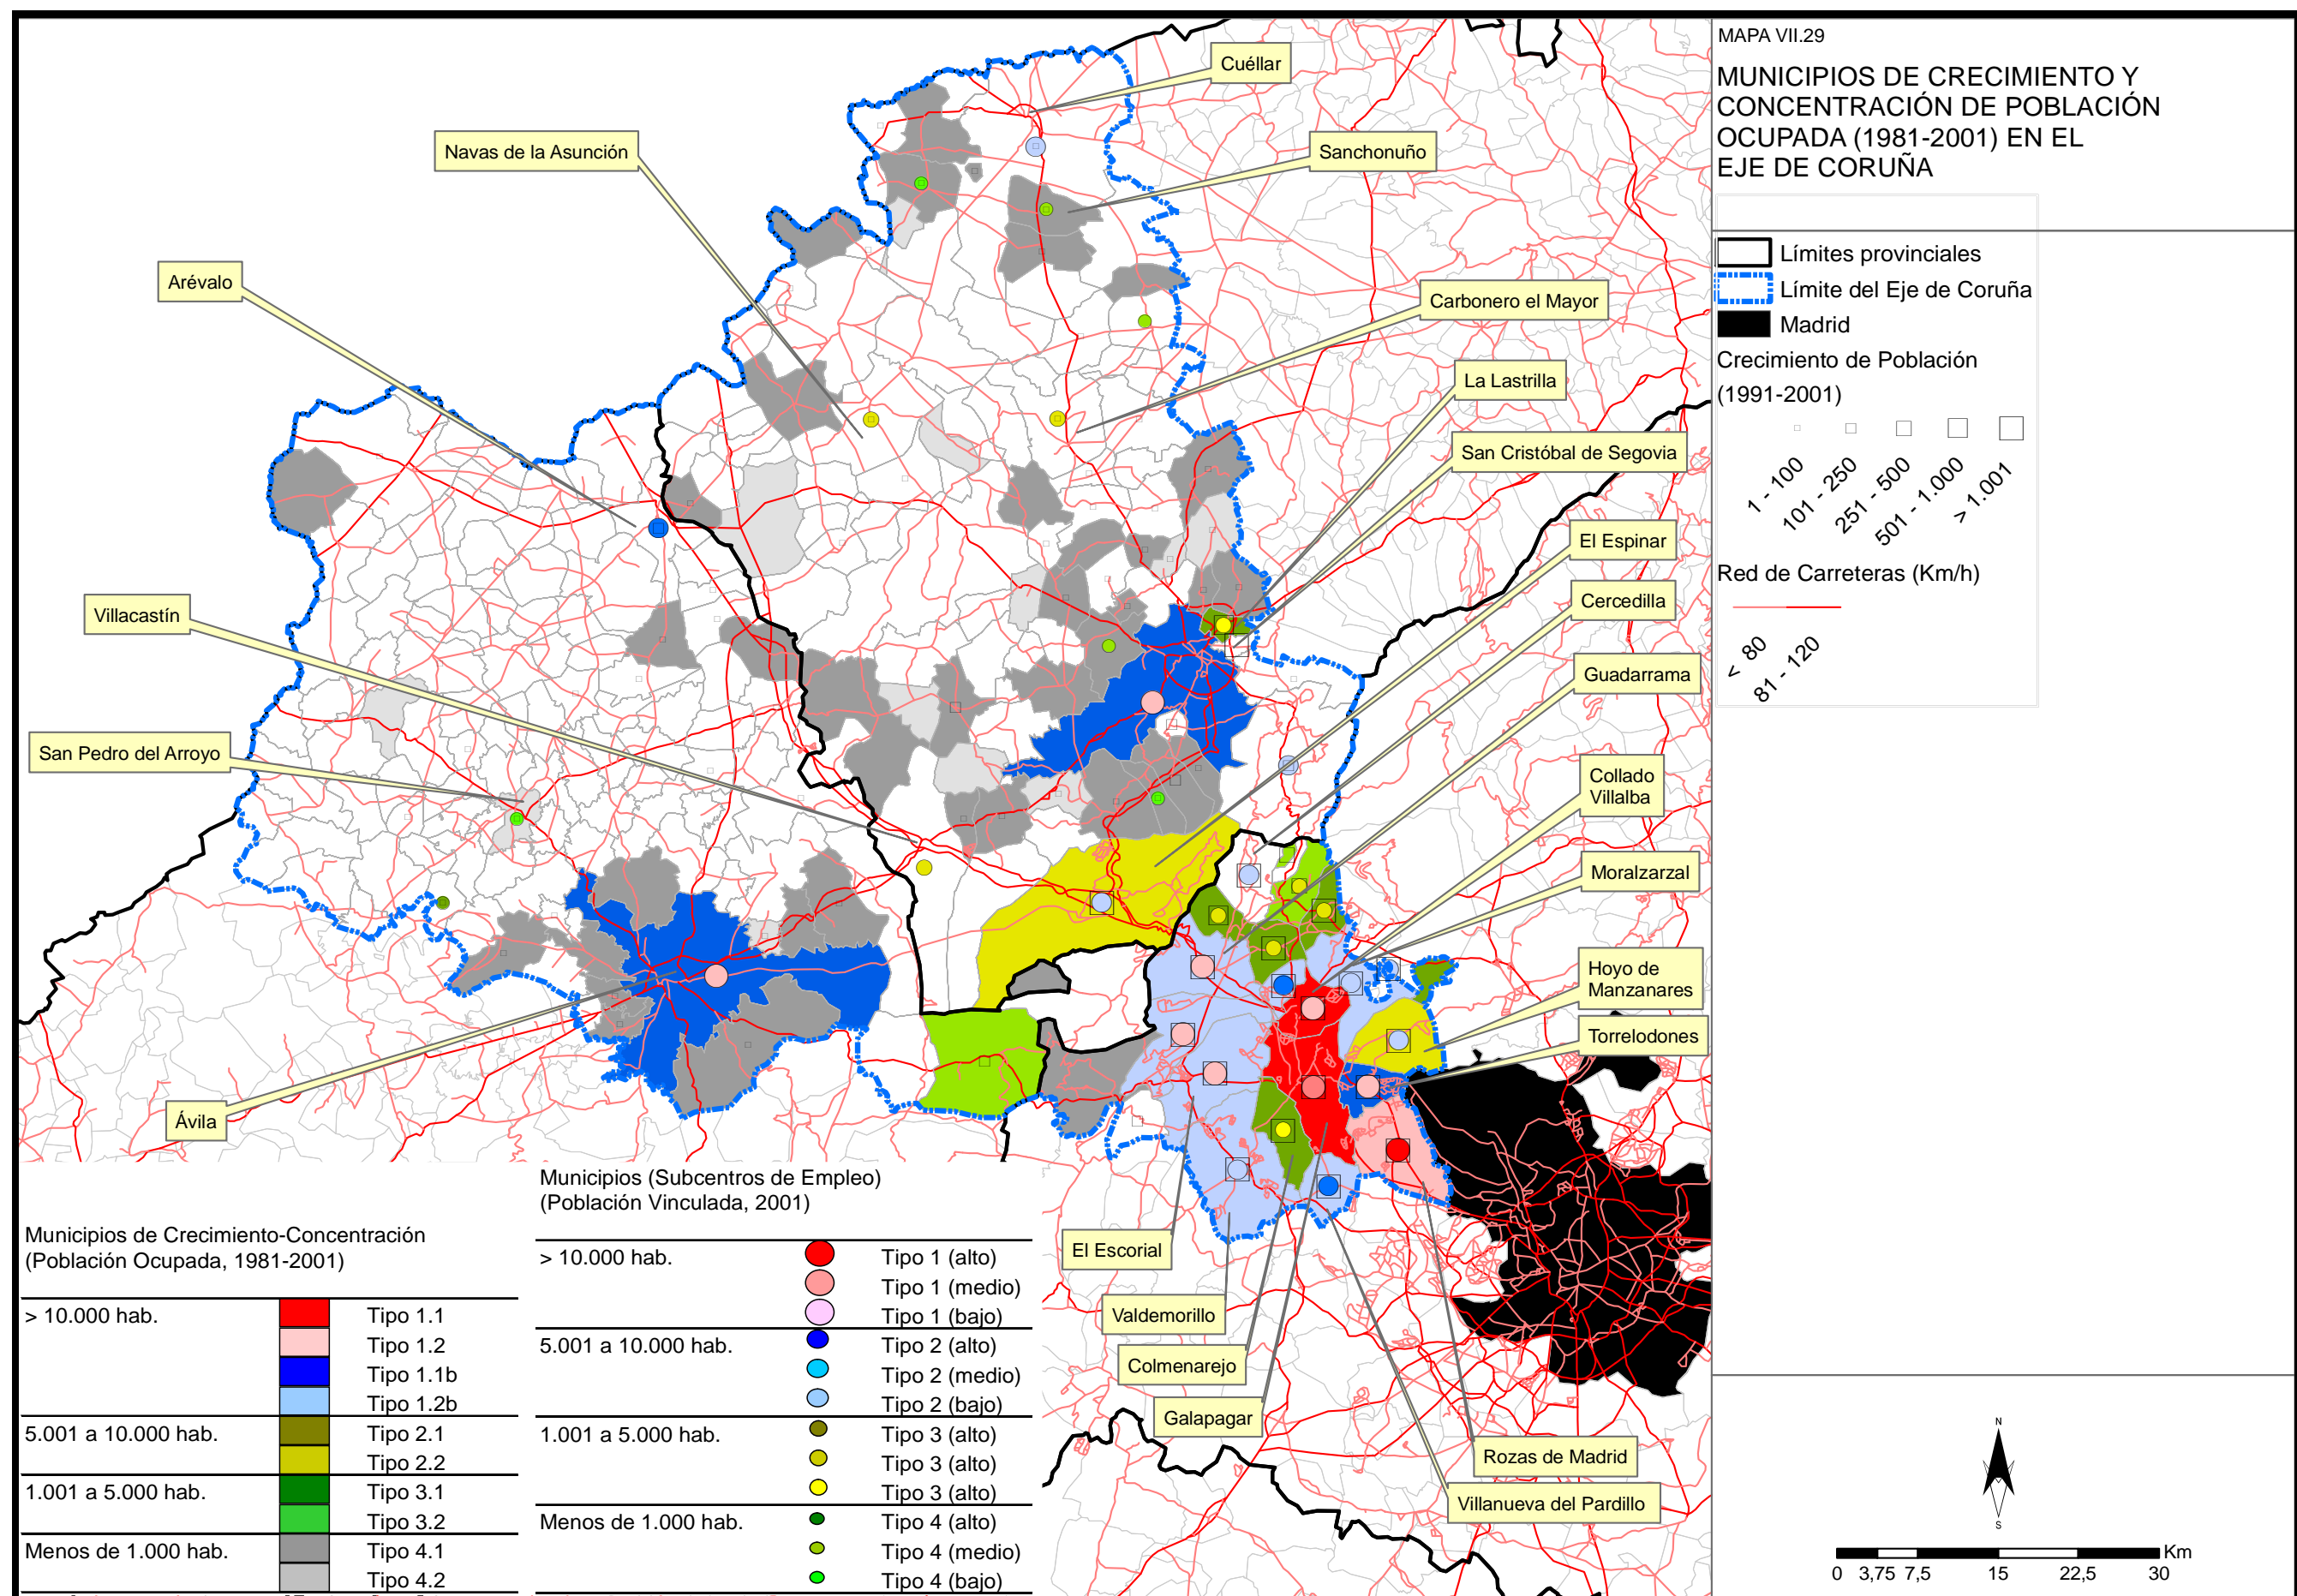 MAPA VII.29
MUNICIPIOS DE CRECIMIENTO Y
CONCENTRACIÓN DE POBLACIÓN
OCUPADA (1981-2001) EN EL
EJE DE CORUÑA
Límites provinciales
Límite del Eje de Coruña
Madrid
Crecimiento de Población
(1991-2001)
1 - 100
101 - 250
251 - 500
501 - 1.000
> 1.001
Red de Carreteras (Km/h)
< 80
81 - 120
Cuéllar
Navas de la Asunción
Sanchonuño
Arévalo
Carbonero el Mayor
La Lastrilla
San Cristóbal de Segovia
El Espinar
Cercedilla
Villacastín
Guadarrama
San Pedro del Arroyo
Collado
Villalba
Moralzarzal
Hoyo de
Manzanares
Torrelodones
Ávila
El Escorial
Valdemorillo
Colmenarejo
Galapagar
Rozas de Madrid
Villanueva del Pardillo
Municipios de Crecimiento-Concentración
(Población Ocupada, 1981-2001)
> 10.000 hab.
Tipo 1.1
Tipo 1.2
Tipo 1.1b
Tipo 1.2b
5.001 a 10.000 hab.
Tipo 2.1
Tipo 2.2
1.001 a 5.000 hab.
Tipo 3.1
Tipo 3.2
Menos de 1.000 hab.
Tipo 4.1
Tipo 4.2
Municipios (Subcentros de Empleo)
(Población Vinculada, 2001)
> 10.000 hab.
Tipo 1 (alto)
Tipo 1 (medio)
Tipo 1 (bajo)
5.001 a 10.000 hab.
Tipo 2 (alto)
Tipo 2 (medio)
Tipo 2 (bajo)
1.001 a 5.000 hab.
Tipo 3 (alto)
Tipo 3 (alto)
Tipo 3 (alto)
Menos de 1.000 hab.
Tipo 4 (alto)
Tipo 4 (medio)
Tipo 4 (bajo)
N
S
Km
0 3,75 7,5 15 22,5 30